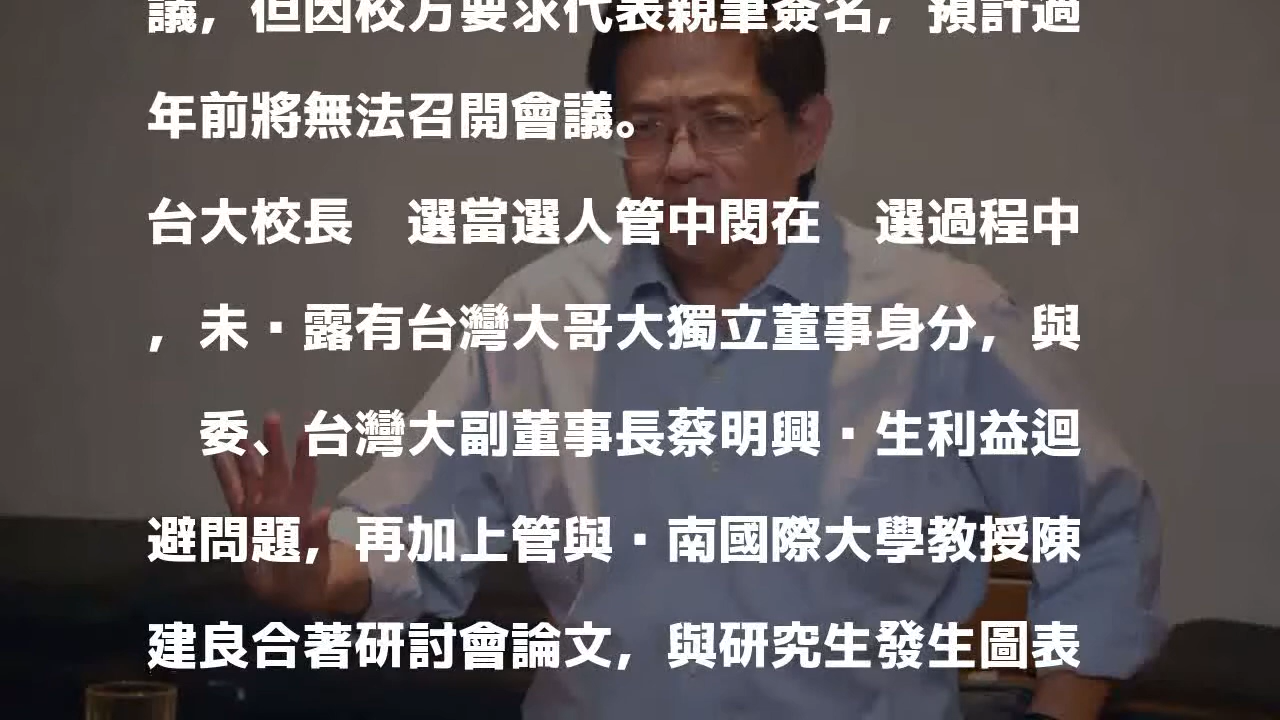 議，但因校方要求代表親筆簽名，預計過
年前將無法召開會議。
台大校長　選當選人管中閔在　選過程中
，未·露有台灣大哥大獨立董事身分，與
　委、台灣大副董事長蔡明興·生利益迴
避問題，再加上管與·南國際大學教授陳
建良合著研討會論文，與研究生發生圖表